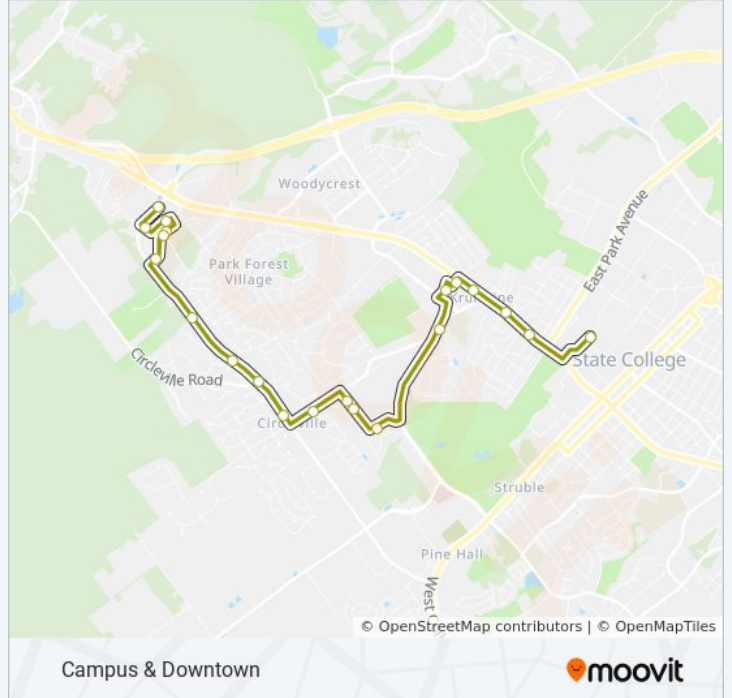 Woodycrest
East Park Avenue
Park Forest
Village
Circleville Road
State College
Struble
Pine Hall
© OpenStreetMap contributors | © OpenMapTiles
Campus & Downtown
moovit